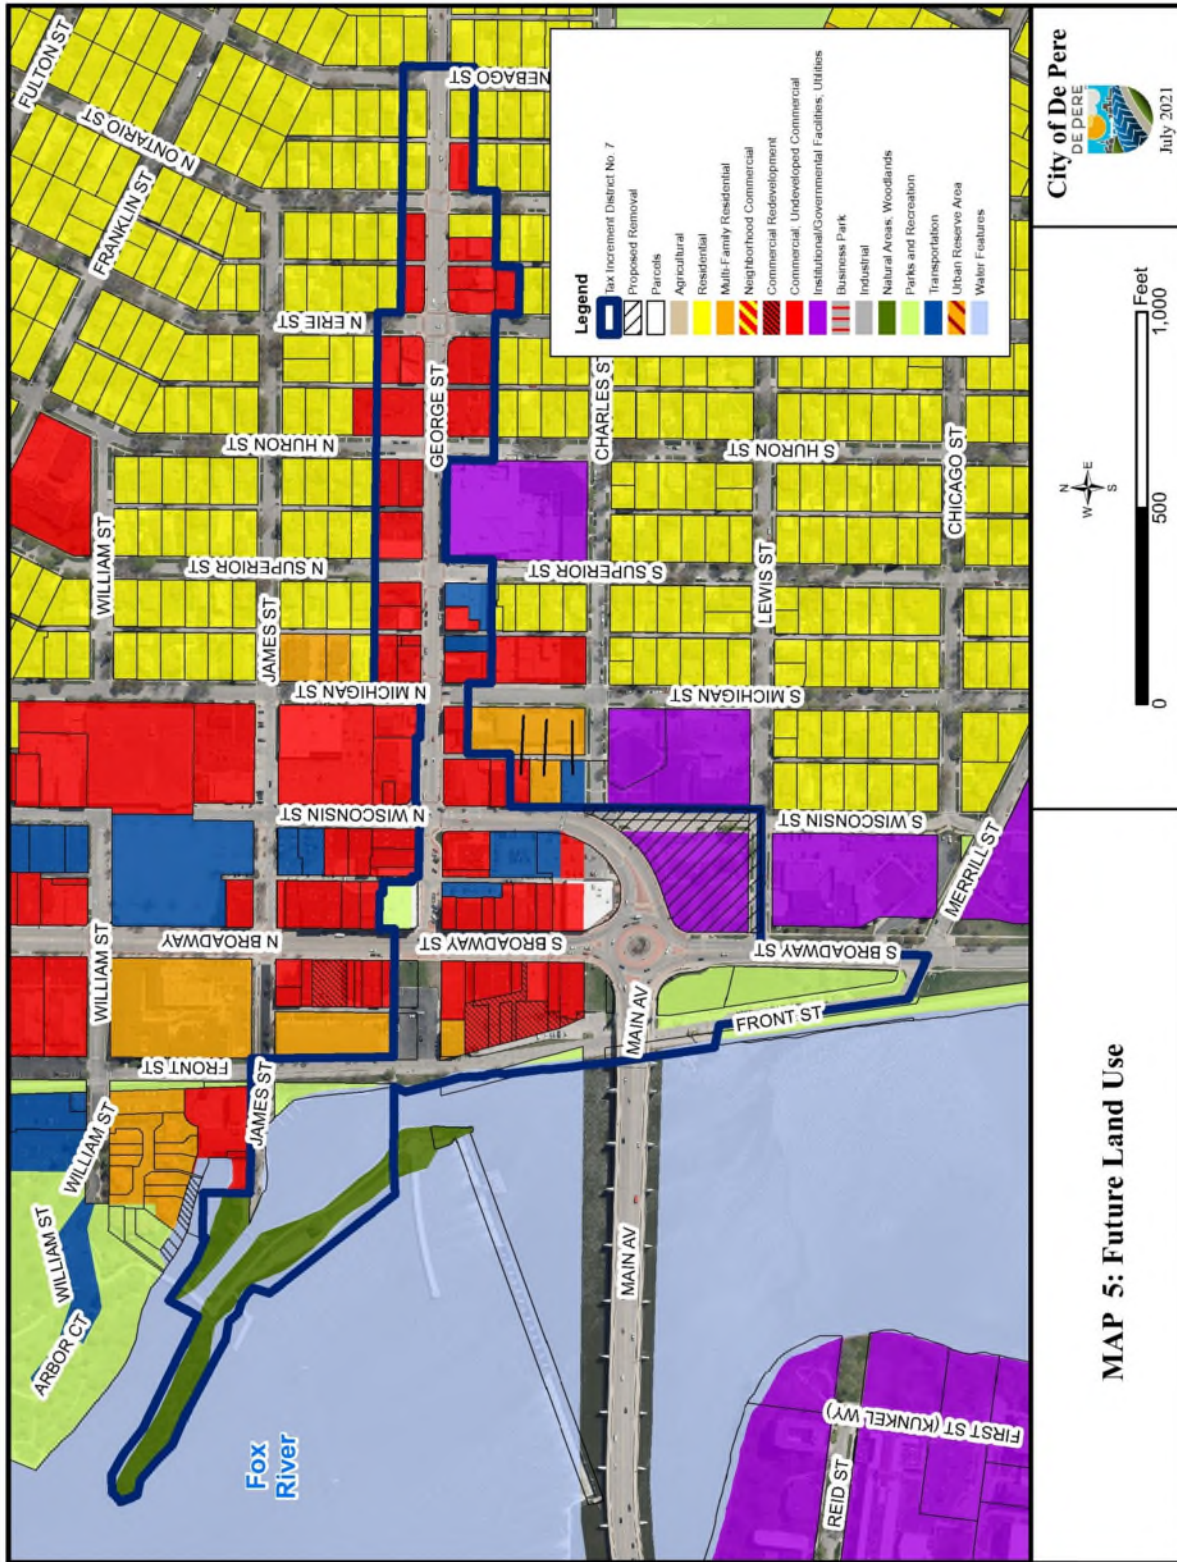 FULTON ST
N ONTARIO ST
FRANKLIN ST
NEBAGO ST
N ERIE ST
GEORGE ST
N HURON ST
WILLIAM ST
N SUPERIOR ST
JAMES ST
N MICHIGAN ST
CHARLES ST
S HURON ST
S SUPERIOR ST
LEWIS ST
CHICAGO ST
S MICHIGAN ST
N WISCONSIN ST
S WISCONSIN ST
MERRILL ST
WILLIAM ST
N BROADWAY
S BROADWAY ST
S BROADWAY ST
MAIN AV
FRONT ST
FRONT ST
JAMES ST
WILLIAM ST
WILLIAM ST
ARBOR CT
MAIN AV
Fox
River
REID ST
FIRST ST (KUNKEL WY)
Legend
Tax Increment District No. 7
Proposed Removal
Parcels
Agricultural
Residential
Multi-Family Residential
Neighborhood Commercial
Commercial Redevelopment
Commercial, Undeveloped Commercial
Institutional/Governmental Facilities, Utilities
Business Park
Industrial
Natural Areas, Woodlands
Parks and Recreation
Transportation
Urban Reserve Area
Water Features
MAP 5: Future Land Use
N
W E
S
0 500 1,000
Feet
City of De Pere
DE PERE
July 2021